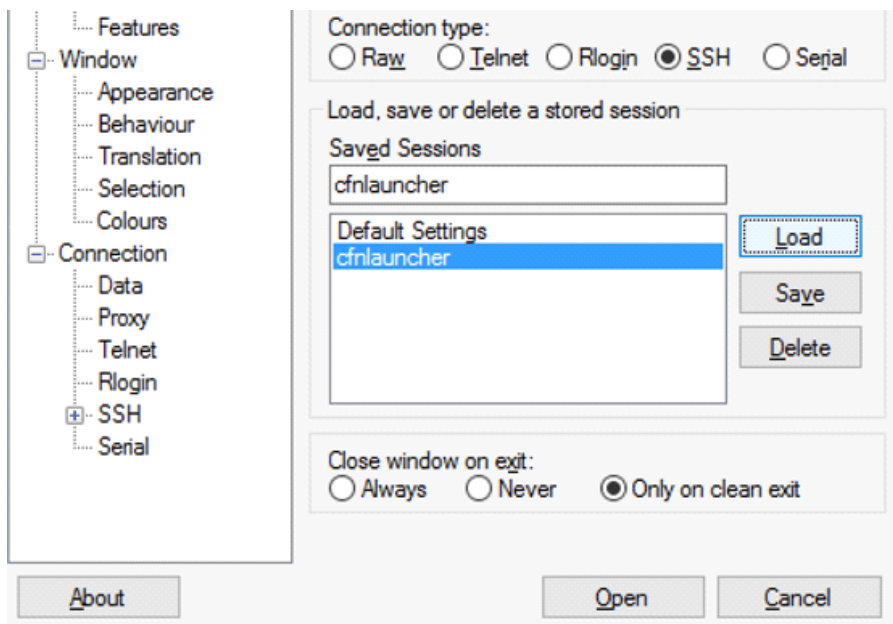 Features
Window
Appearance
Behaviour
Translation
Selection
Colours
Connection
Data
Proxy
Telnet
Rlogin
SSH
Serial
Connection type:
Raw Telnet Rlogin SSH Serial
Load, save or delete a stored session
Saved Sessions
cfnlauncher
Default Settings
cfnlauncher
Load
Save
Delete
Close window on exit:
Always Never Only on clean exit
About Open Cancel